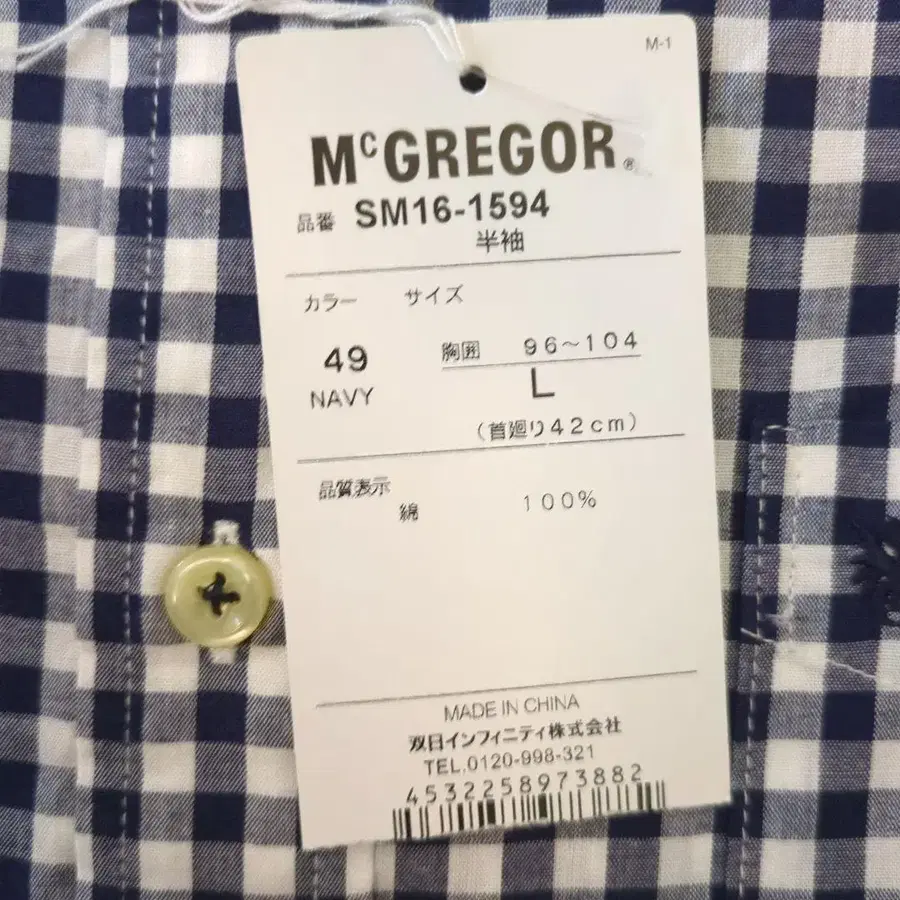 M-1
McGREGOR®
品番 SM16-1594
半袖
カラー サイズ
49 胸囲 96～104
NAVY L
(首廻り42cm)
品質表示
綿 100%
MADE IN CHINA
双日インフィニティ株式会社
TEL.0120-998-321
4532258973882